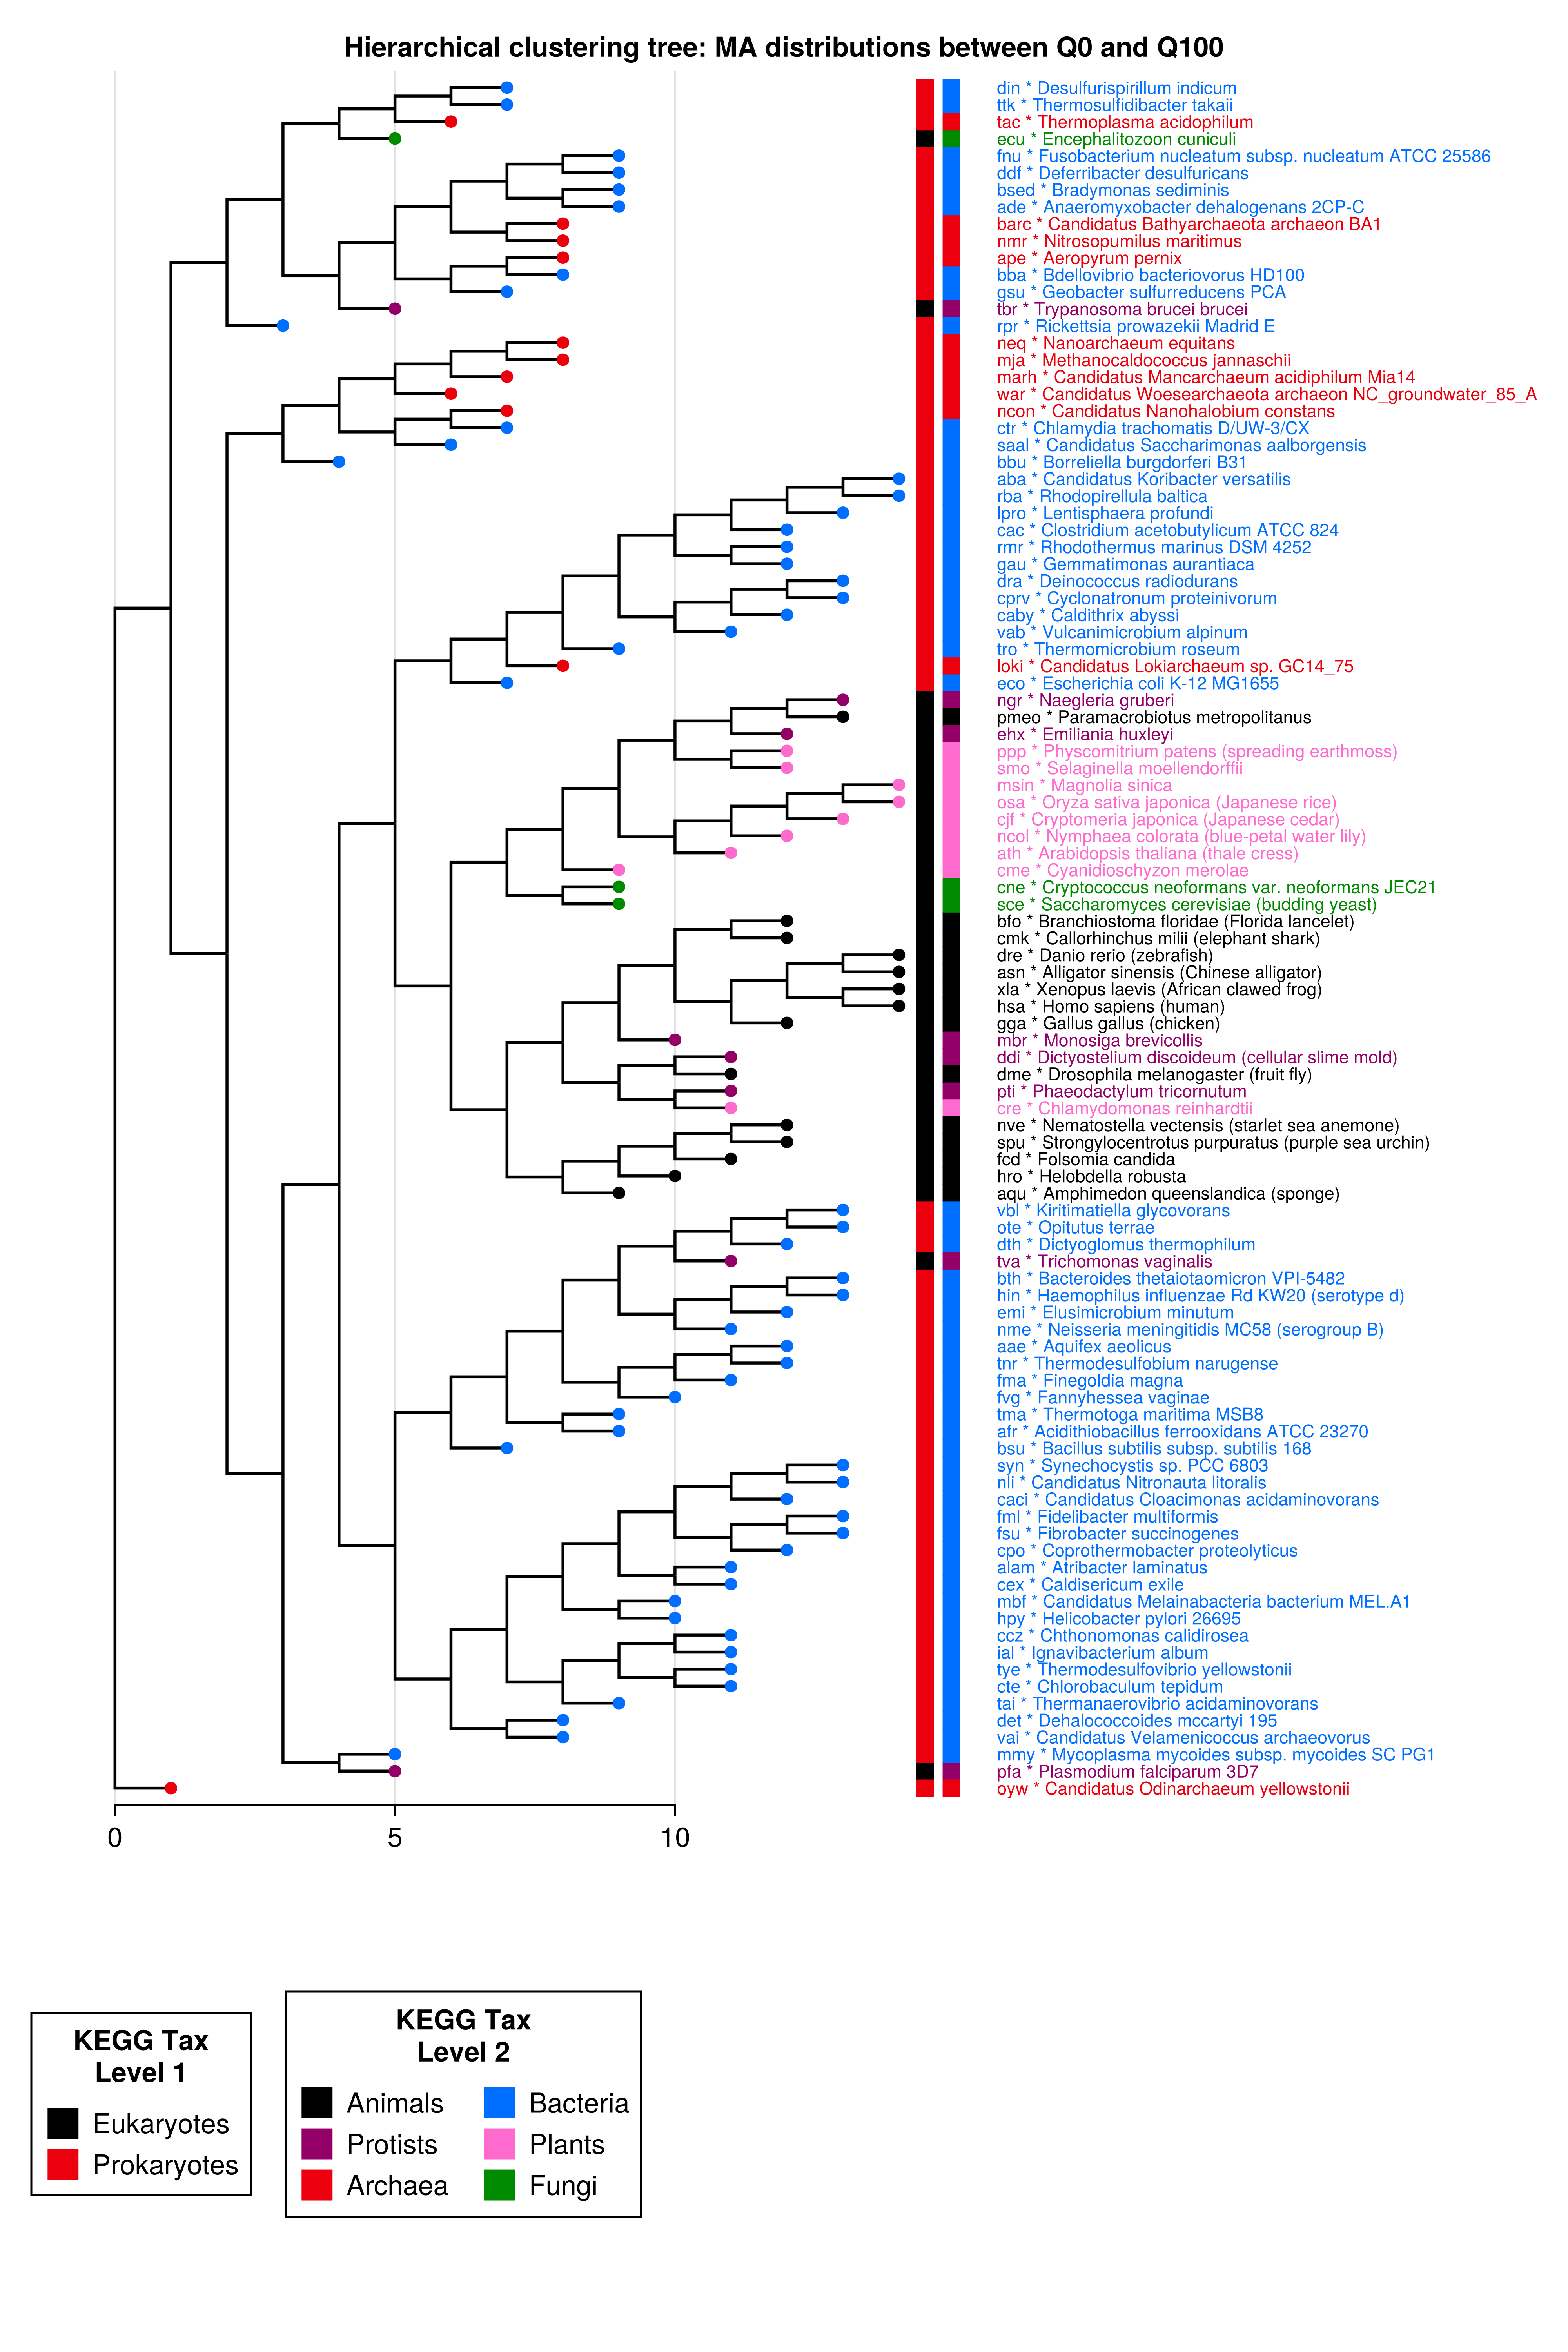 Hierarchical clustering tree: MA distributions between Q0 and Q100
din * Desulfurispirillum indicum
ttk * Thermosulfidibacter takaii
tac * Thermoplasma acidophilum
ecu * Encephalitozoon cuniculi
fnu * Fusobacterium nucleatum subsp. nucleatum ATCC 25586
ddf * Deferribacter desulfuricans
bsed * Bradymonas sediminis
ade * Anaeromyxobacter dehalogenans 2CP-C
barc * Candidatus Bathyarchaeota archaeon BA1
nmr * Nitrosopumilus maritimus
ape * Aeropyrum pernix
bba * Bdellovibrio bacteriovorus HD100
gsu * Geobacter sulfurreducens PCA
tbr * Trypanosoma brucei brucei
rpr * Rickettsia prowazekii Madrid E
neq * Nanoarchaeum equitans
mja * Methanocaldococcus jannaschii
marh * Candidatus Mancarchaeum acidiphilum Mia14
war * Candidatus Woesearchaeota archaeon NC_groundwater_85_A
ncon * Candidatus Nanohalobium constans
ctr * Chlamydia trachomatis D/UW-3/CX
saal * Candidatus Saccharimonas aalborgensis
bbu * Borreliella burgdorferi B31
aba * Candidatus Koribacter versatilis
rba * Rhodopirellula baltica
lpro * Lentisphaera profundi
cac * Clostridium acetobutylicum ATCC 824
rmr * Rhodothermus marinus DSM 4252
gau * Gemmatimonas aurantiaca
dra * Deinococcus radiodurans
cprv * Cyclonatronum proteinivorum
caby * Caldithrix abyssi
vab * Vulcanimicrobium alpinum
tro * Thermomicrobium roseum
loki * Candidatus Lokiarchaeum sp. GC14_75
eco * Escherichia coli K-12 MG1655
ngr * Naegleria gruberi
pmeo * Paramacrobiotus metropolitanus
ehx * Emiliania huxleyi
ppp * Physcomitrium patens (spreading earthmoss)
smo * Selaginella moellendorffii
msin * Magnolia sinica
osa * Oryza sativa japonica (Japanese rice)
cjf * Cryptomeria japonica (Japanese cedar)
ncol * Nymphaea colorata (blue-petal water lily)
ath * Arabidopsis thaliana (thale cress)
cme * Cyanidioschyzon merolae
cne * Cryptococcus neoformans var. neoformans JEC21
sce * Saccharomyces cerevisiae (budding yeast)
bfo * Branchiostoma floridae (Florida lancelet)
cmk * Callorhinchus milii (elephant shark)
dre * Danio rerio (zebrafish)
asn * Alligator sinensis (Chinese alligator)
xla * Xenopus laevis (African clawed frog)
hsa * Homo sapiens (human)
gga * Gallus gallus (chicken)
mbr * Monosiga brevicollis
ddi * Dictyostelium discoideum (cellular slime mold)
dme * Drosophila melanogaster (fruit fly)
pti * Phaeodactylum tricornutum
cre * Chlamydomonas reinhardtii
nve * Nematostella vectensis (starlet sea anemone)
spu * Strongylocentrotus purpuratus (purple sea urchin)
fcd * Folsomia candida
hro * Helobdella robusta
aqu * Amphimedon queenslandica (sponge)
vbl * Kiritimatiella glycovorans
ote * Opitutus terrae
dth * Dictyoglomus thermophilum
tva * Trichomonas vaginalis
bth * Bacteroides thetaiotaomicron VPI-5482
hin * Haemophilus influenzae Rd KW20 (serotype d)
emi * Elusimicrobium minutum
nme * Neisseria meningitidis MC58 (serogroup B)
aae * Aquifex aeolicus
tnr * Thermodesulfobium narugense
fma * Finegoldia magna
fvg * Fannyhessea vaginae
tma * Thermotoga maritima MSB8
afr * Acidithiobacillus ferrooxidans ATCC 23270
bsu * Bacillus subtilis subsp. subtilis 168
syn * Synechocystis sp. PCC 6803
nli * Candidatus Nitronauta litoralis
caci * Candidatus Cloacimonas acidaminovorans
fml * Fidelibacter multiformis
fsu * Fibrobacter succinogenes
cpo * Coprothermobacter proteolyticus
alam * Atribacter laminatus
cex * Caldisericum exile
mbf * Candidatus Melainabacteria bacterium MEL.A1
hpy * Helicobacter pylori 26695
ccz * Chthonomonas calidirosea
ial * Ignavibacterium album
tye * Thermodesulfovibrio yellowstonii
cte * Chlorobaculum tepidum
tai * Thermanaerovibrio acidaminovorans
det * Dehalococcoides mccartyi 195
vai * Candidatus Velamenicoccus archaeovorus
mmy * Mycoplasma mycoides subsp. mycoides SC PG1
pfa * Plasmodium falciparum 3D7
oyw * Candidatus Odinarchaeum yellowstonii
0 5 10
KEGG Tax
Level 1
Eukaryotes
Prokaryotes
KEGG Tax
Level 2
Animals Bacteria
Protists Plants
Archaea Fungi